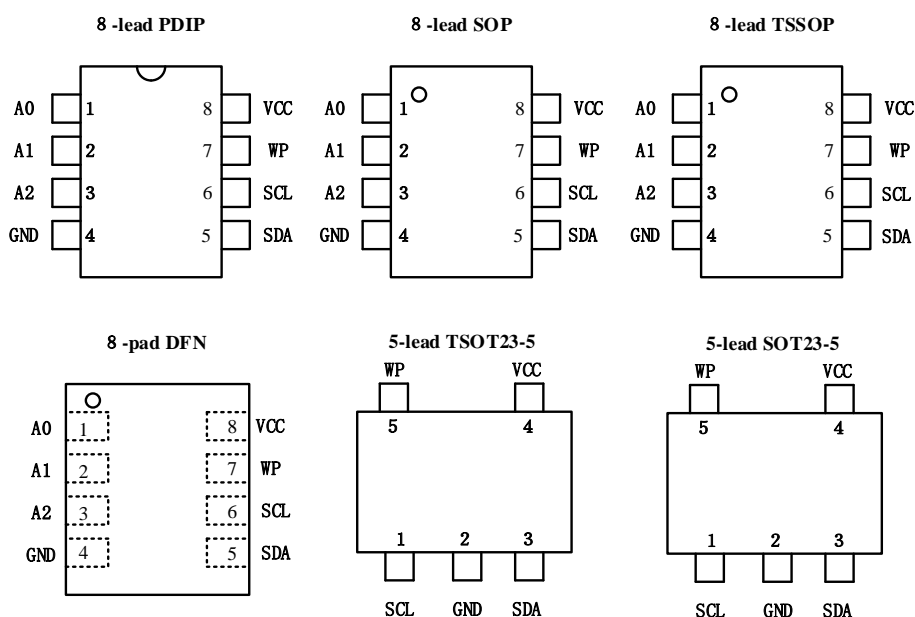 8 -lead PDIP
A0 1 8 VCC
A1 2 7 WP
A2 3 6 SCL
GND 4 5 SDA
8 -lead SOP
A0 1 8 VCC
A1 2 7 WP
A2 3 6 SCL
GND 4 5 SDA
8 -lead TSSOP
A0 1 8 VCC
A1 2 7 WP
A2 3 6 SCL
GND 4 5 SDA
8 -pad DFN
A0 1 8 VCC
A1 2 7 WP
A2 3 6 SCL
GND 4 5 SDA
5-lead TSOT23-5
WP VCC
5 4
1 2 3
SCL GND SDA
5-lead SOT23-5
WP VCC
5 4
1 2 3
SCL GND SDA